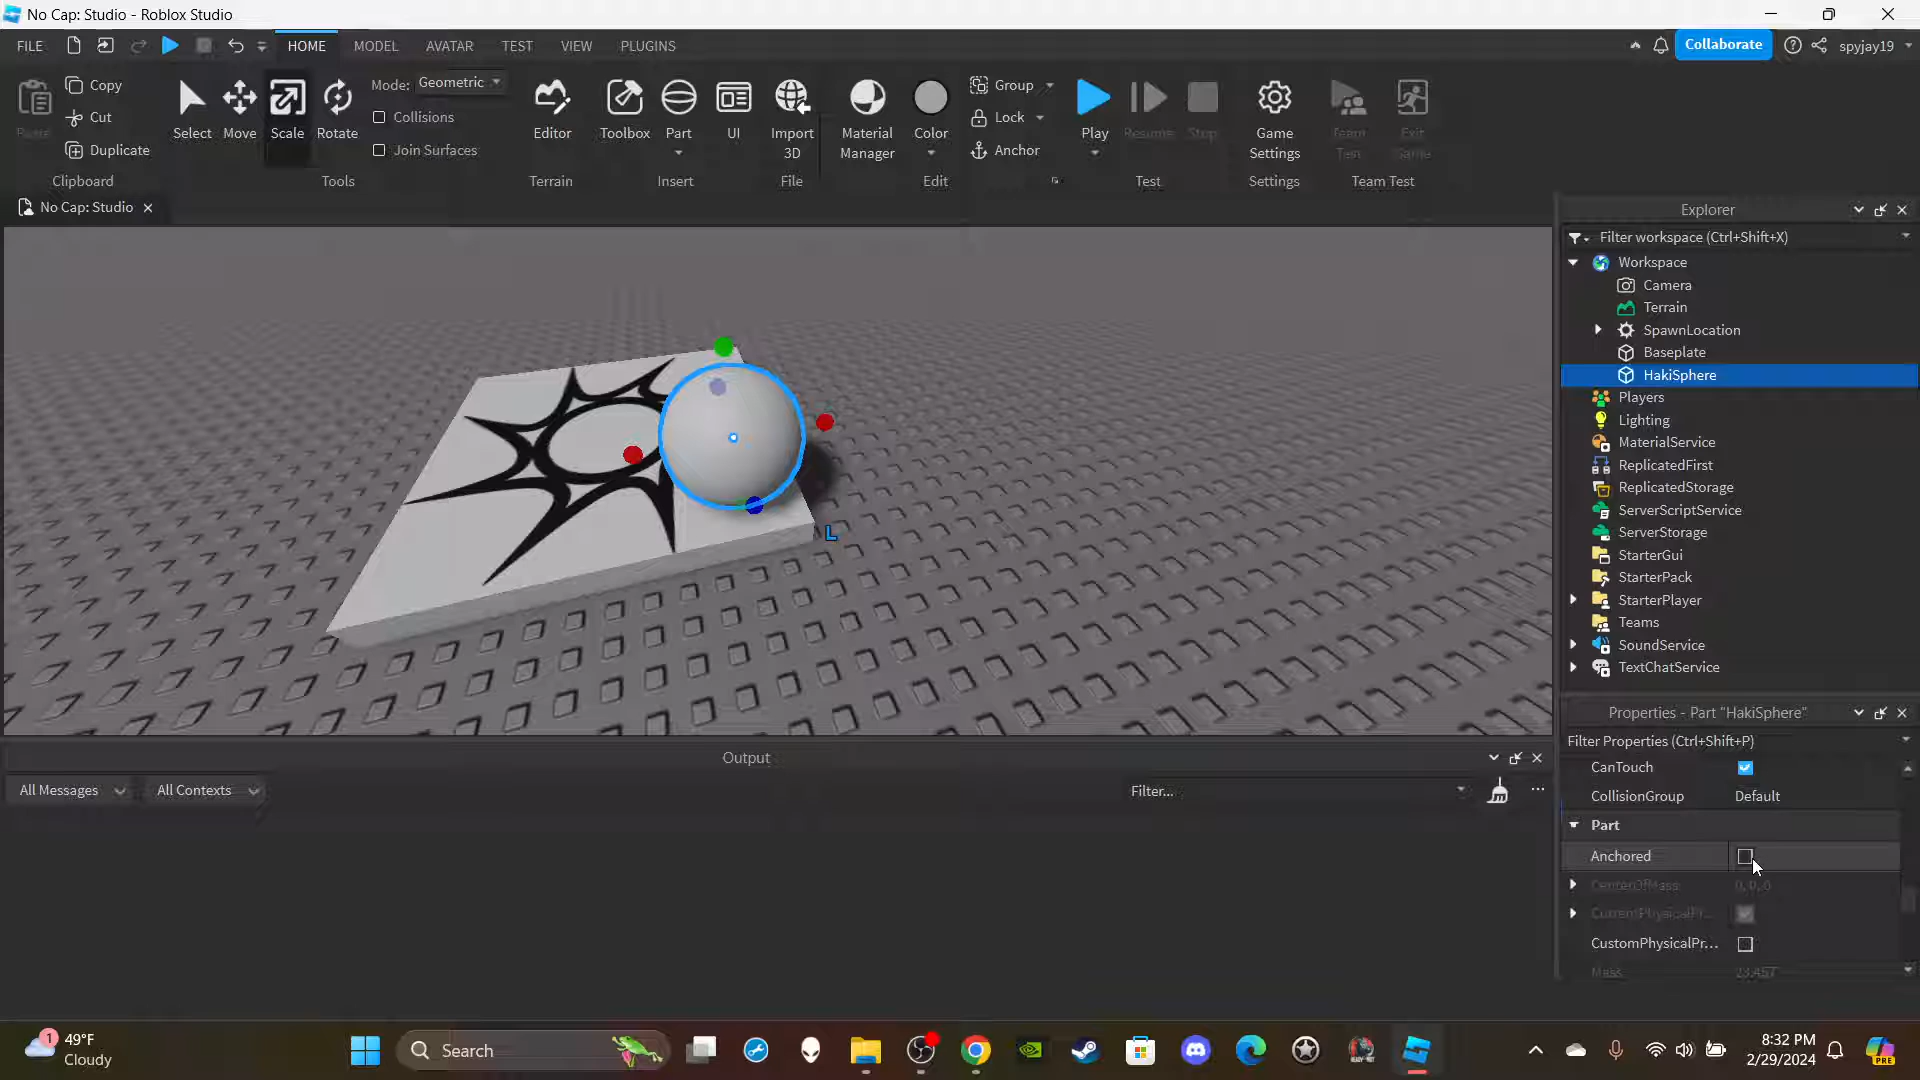 No Cap: Studio - Roblox Studio
FILE
HOME
MODEL
AVATAR
TEST
VIEW
PLUGINS
Collaborate
spyjay19
Paste
Copy
Cut
Duplicate
Clipboard
Select
Move
Scale
Rotate
Mode: Geometric
Collisions
Join Surfaces
Tools
Editor
Terrain
Toolbox
Part
UI
Insert
Import
3D
File
Material
Manager
Color
Group
Lock
Anchor
Edit
Play
Resume
Stop
Test
Game
Settings
Settings
Team
Test
Exit
Game
Team Test
No Cap: Studio
Explorer
Filter workspace (Ctrl+Shift+X)
Workspace
Camera
Terrain
SpawnLocation
Baseplate
HakiSphere
Players
Lighting
MaterialService
ReplicatedFirst
ReplicatedStorage
ServerScriptService
ServerStorage
StarterGui
StarterPack
StarterPlayer
Teams
SoundService
TextChatService
L
Properties - Part "HakiSphere"
Filter Properties (Ctrl+Shift+P)
CanTouch
CollisionGroup Default
Part
Anchored
CenterOfMass 0, 0, 0
CurrentPhysicalPr...
CustomPhysicalPr...
Mass 23.457
Output
All Messages
All Contexts
Filter...
1
49°F
Cloudy
Search
8:32 PM
2/29/2024
PRE